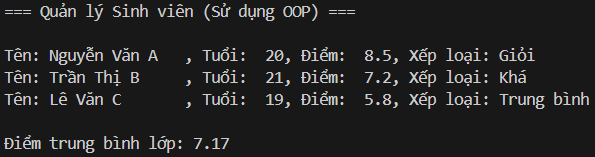 === Quản lý Sinh viên (Sử dụng OOP) ===
Tên: Nguyễn Văn A   , Tuổi:  20, Điểm:  8.5, Xếp loại: Giỏi
Tên: Trần Thị B     , Tuổi:  21, Điểm:  7.2, Xếp loại: Khá
Tên: Lê Văn C       , Tuổi:  19, Điểm:  5.8, Xếp loại: Trung bình
Điểm trung bình lớp: 7.17